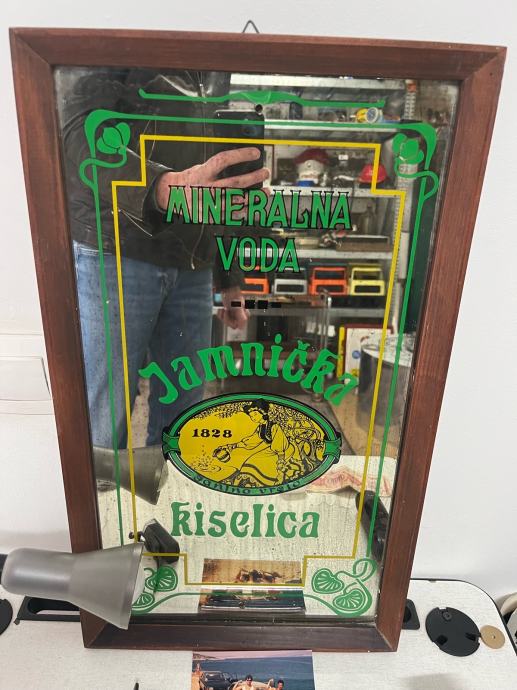 MINERALNA
VODA
Jamnička
1828
kiselica